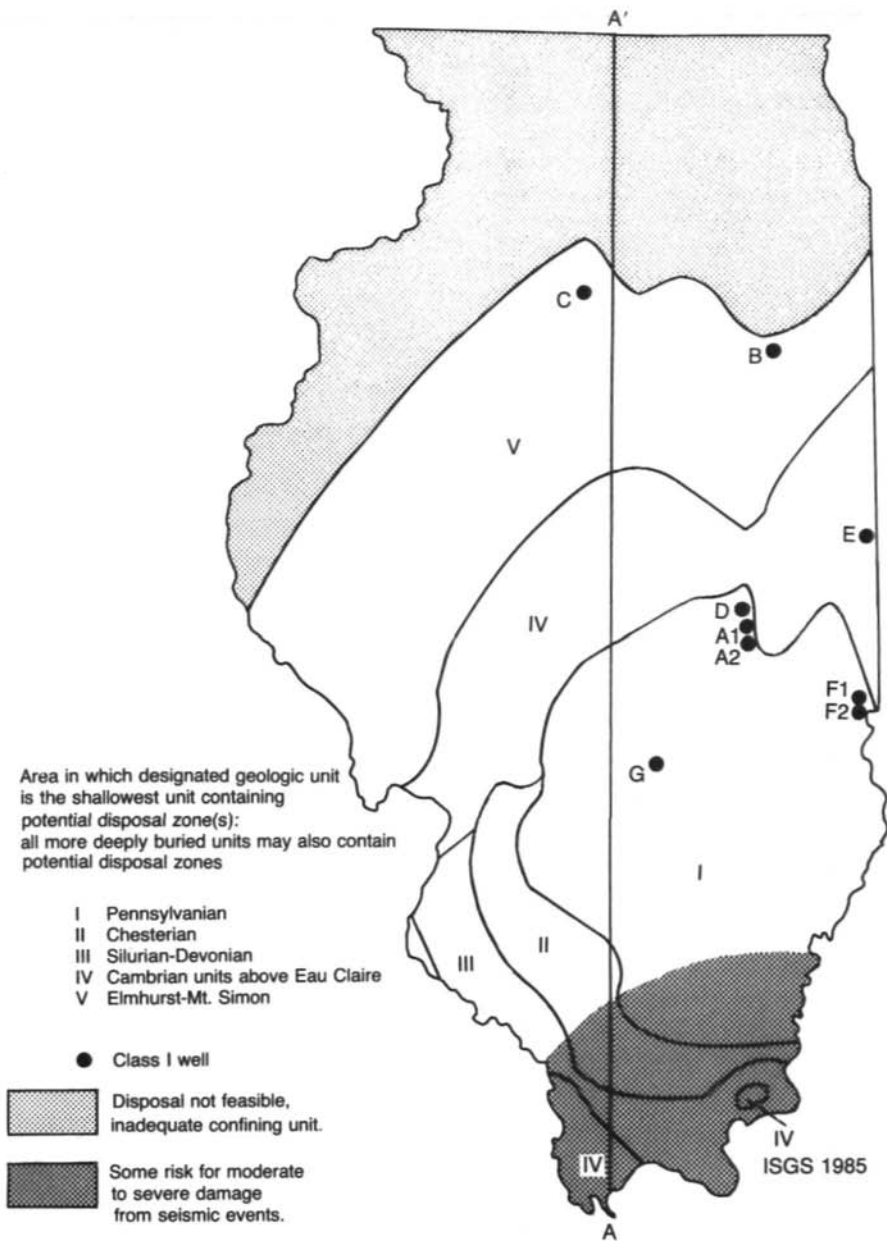 A'
C
B
V
E
IV
D
A1
A2
F1
F2
G
I
II
III
Area in which designated geologic unit
is the shallowest unit containing
potential disposal zone(s):
all more deeply buried units may also contain
potential disposal zones
I Pennsylvanian
II Chesterian
III Silurian-Devonian
IV Cambrian units above Eau Claire
V Elmhurst-Mt. Simon
Class I well
Disposal not feasible,
inadequate confining unit.
Some risk for moderate
to severe damage
from seismic events.
IV
IV
ISGS 1985
A